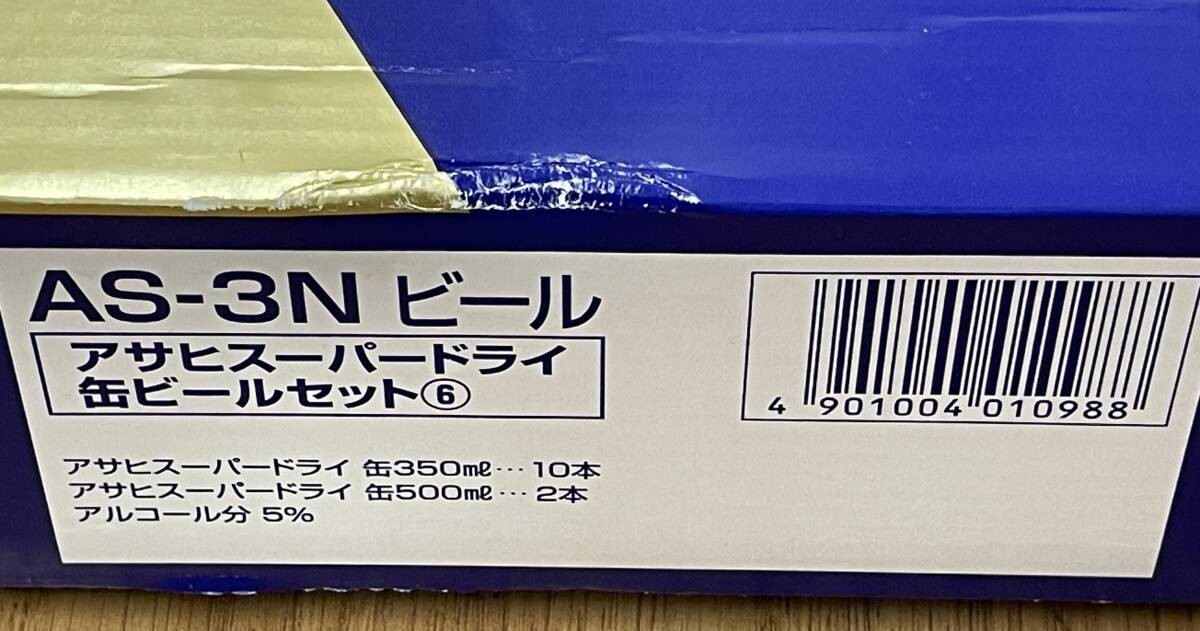 AS-3N ビール
アサヒスーパードライ
缶ビールセット⑥
アサヒスーパードライ 缶350㎖…10本
アサヒスーパードライ 缶500㎖…2本
アルコール分 5%
4 901004 010988